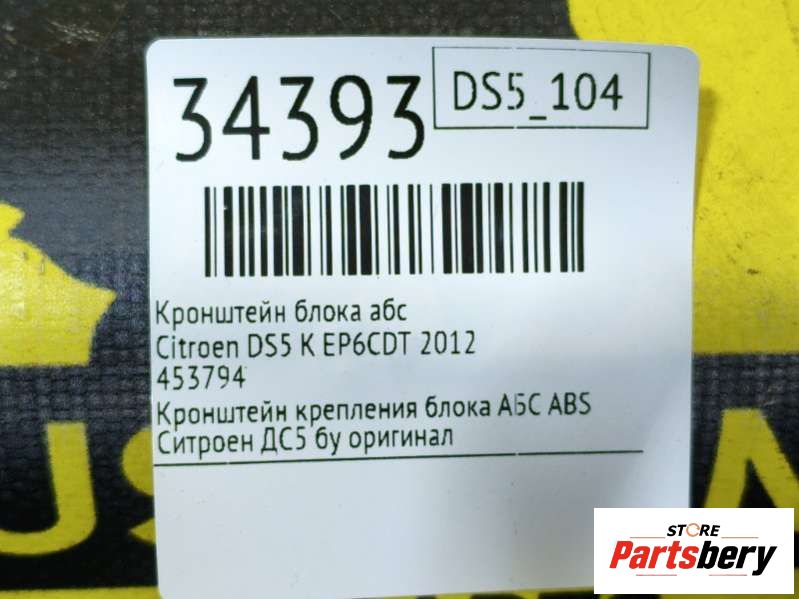 34393
DS5_104
Кронштейн блока абс
Citroen DS5 K EP6CDT 2012
453794
Кронштейн крепления блока АБС ABS
Ситроен ДС5 бу оригинал
STORE
Partsbery